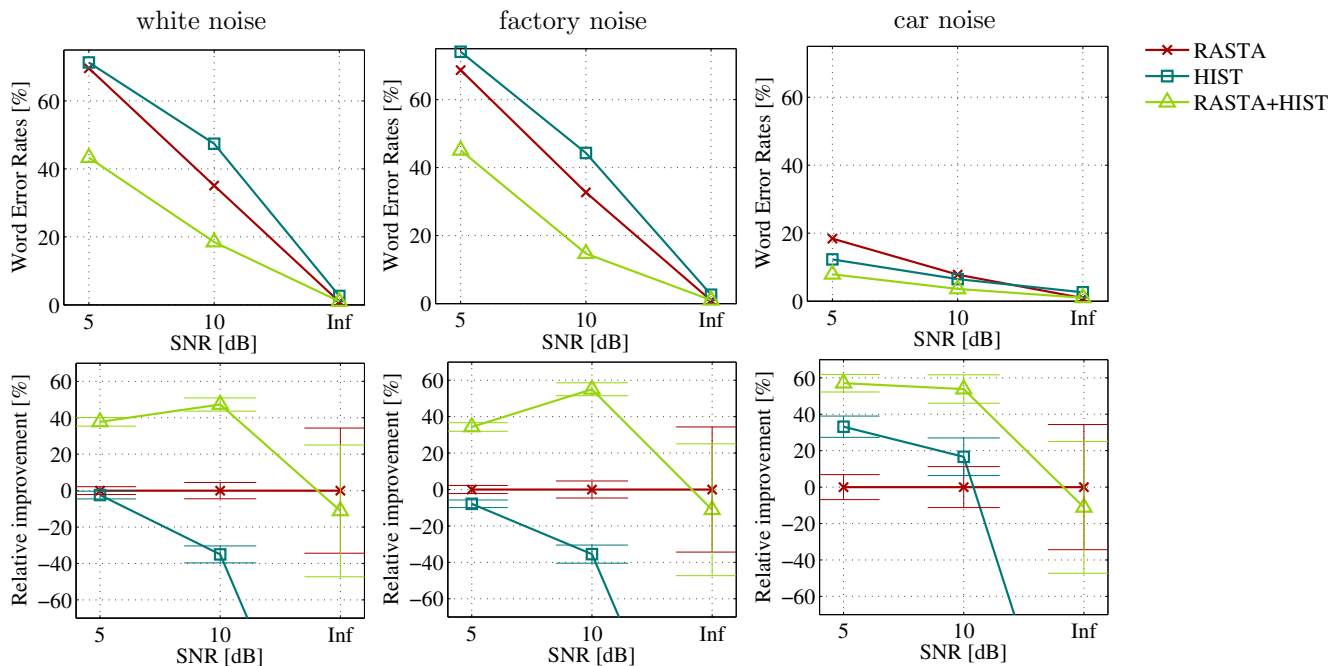 white noise
factory noise
car noise
RASTA
HIST
RASTA+HIST
Word Error Rates [%]
60
40
20
0
5
10
Inf
SNR [dB]
Word Error Rates [%]
60
40
20
0
5
10
Inf
SNR [dB]
Word Error Rates [%]
60
40
20
0
5
10
Inf
SNR [dB]
Relative improvement [%]
60
40
20
0
−20
−40
−60
5
10
Inf
SNR [dB]
Relative improvement [%]
60
40
20
0
−20
−40
−60
5
10
Inf
SNR [dB]
Relative improvement [%]
60
40
20
0
−20
−40
−60
5
10
Inf
SNR [dB]